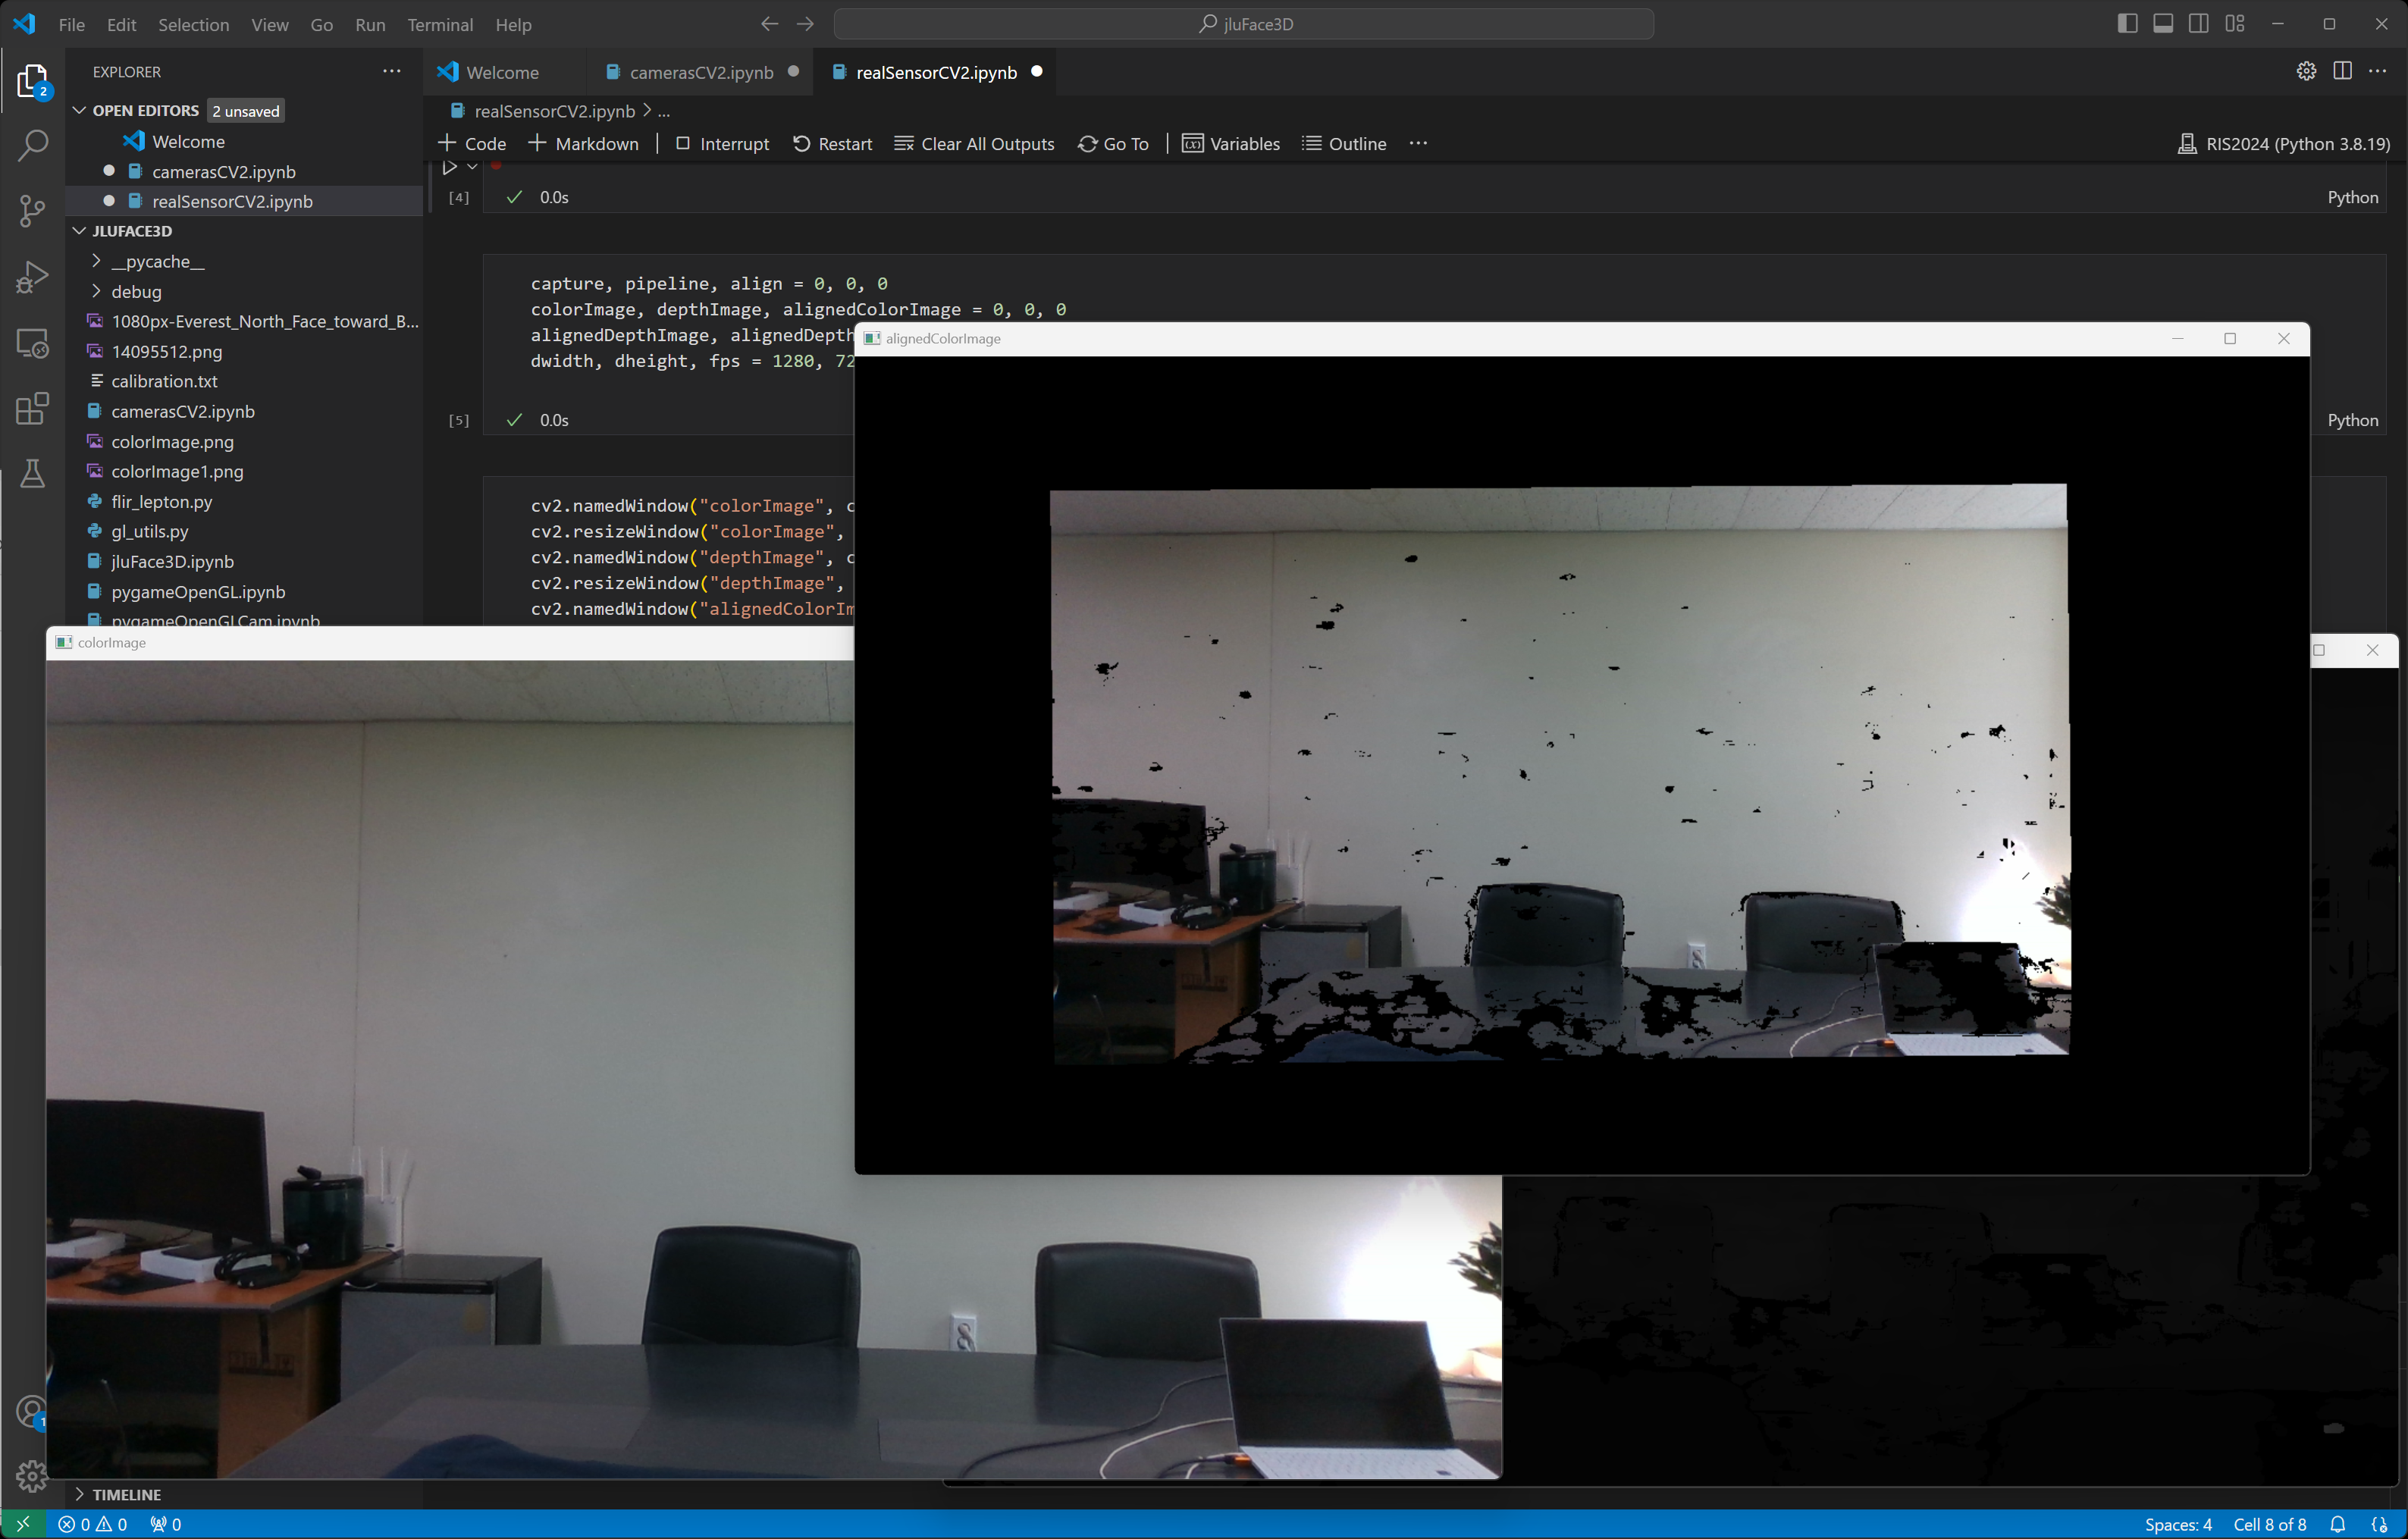 File Edit Selection View Go Run Terminal Help
jluFace3D
EXPLORER
OPEN EDITORS 2 unsaved
Welcome
camerasCV2.ipynb
realSensorCV2.ipynb
JLUFACE3D
__pycache__
debug
1080px-Everest_North_Face_toward_B...
14095512.png
calibration.txt
camerasCV2.ipynb
colorImage.png
colorImage1.png
flir_lepton.py
gl_utils.py
jluFace3D.ipynb
pygameOpenGL.ipynb
pygameOpenGLCam.ipynb
TIMELINE
2
1
Welcome camerasCV2.ipynb realSensorCV2.ipynb
realSensorCV2.ipynb > ...
Code Markdown Interrupt Restart Clear All Outputs Go To Variables Outline ... RIS2024 (Python 3.8.19)
[4] 0.0s Python
capture, pipeline, align = 0, 0, 0
colorImage, depthImage, alignedColorImage = 0, 0, 0
alignedDepthImage, alignedDepth
dwidth, dheight, fps = 1280, 72
[5] 0.0s Python
cv2.namedWindow("colorImage", c
cv2.resizeWindow("colorImage",
cv2.namedWindow("depthImage", c
cv2.resizeWindow("depthImage",
cv2.namedWindow("alignedColorIm
alignedColorImage
colorImage
0 0 0
Spaces: 4 Cell 8 of 8